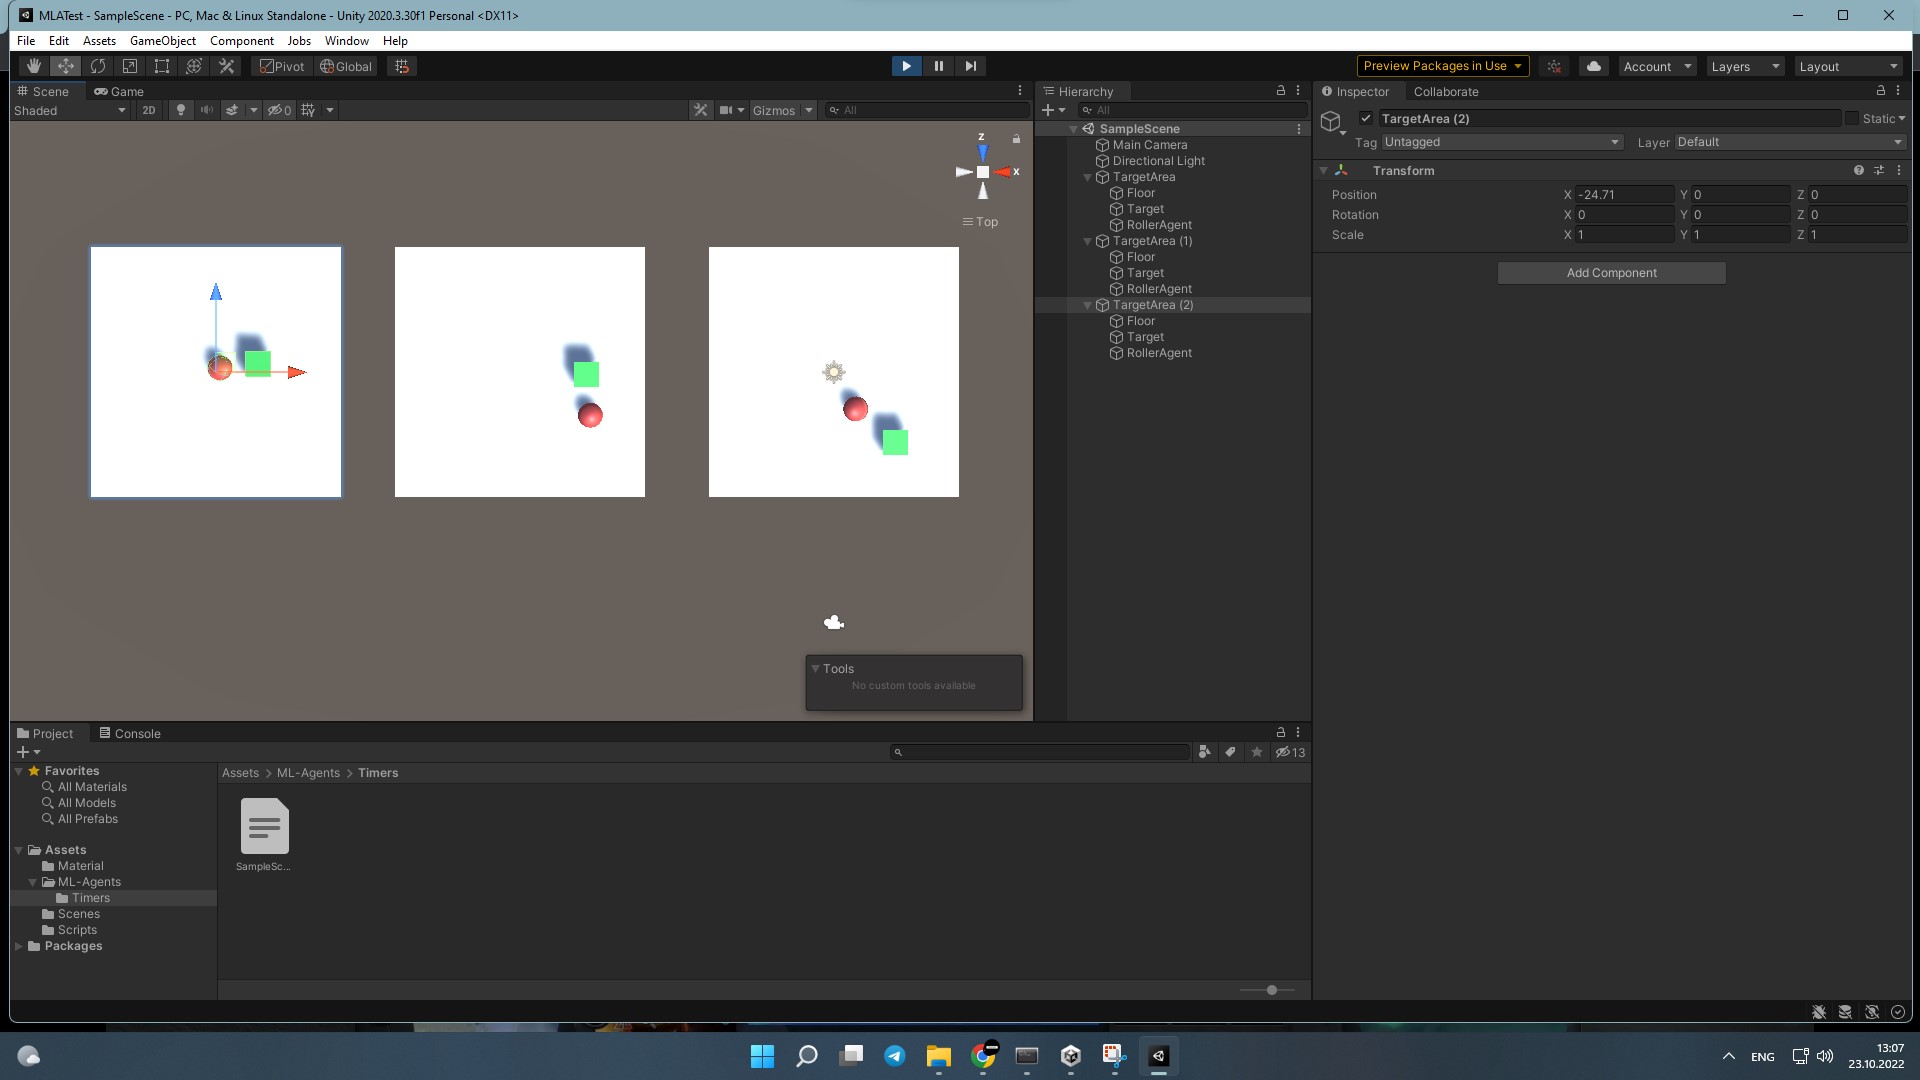 MLATest - SampleScene - PC, Mac & Linux Standalone - Unity 2020.3.30f1 Personal <DX11>
File Edit Assets GameObject Component Jobs Window Help
Pivot Global Preview Packages in Use Account Layers Layout
Scene Game
Shaded 2D 0 Gizmos All
z
x
Top
Tools
No custom tools available
Hierarchy
All
SampleScene
Main Camera
Directional Light
TargetArea
Floor
Target
RollerAgent
TargetArea (1)
Floor
Target
RollerAgent
TargetArea (2)
Floor
Target
RollerAgent
Inspector Collaborate
TargetArea (2) Static
Tag Untagged Layer Default
Transform
Position X -24.71 Y 0 Z 0
Rotation X 0 Y 0 Z 0
Scale X 1 Y 1 Z 1
Add Component
Project Console
13
Favorites
All Materials
All Models
All Prefabs
Assets
Material
ML-Agents
Timers
Scenes
Scripts
Packages
Assets > ML-Agents > Timers
SampleSc...
ENG
13:07
23.10.2022